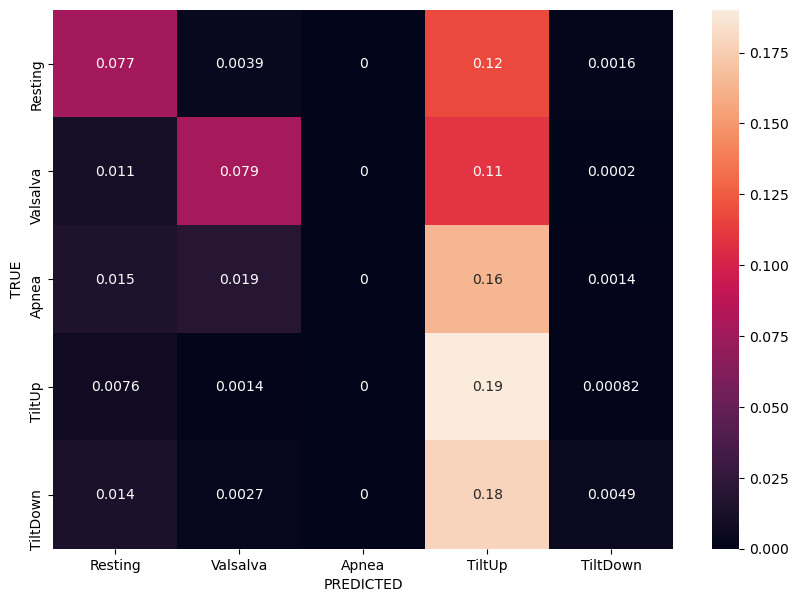 Resting 0.077 0.0039 0 0.12 0.0016
Valsalva 0.011 0.079 0 0.11 0.0002
Apnea 0.015 0.019 0 0.16 0.0014
TiltUp 0.0076 0.0014 0 0.19 0.00082
TiltDown 0.014 0.0027 0 0.18 0.0049
TRUE
Resting Valsalva Apnea TiltUp TiltDown
PREDICTED
0.175
0.150
0.125
0.100
0.075
0.050
0.025
0.000